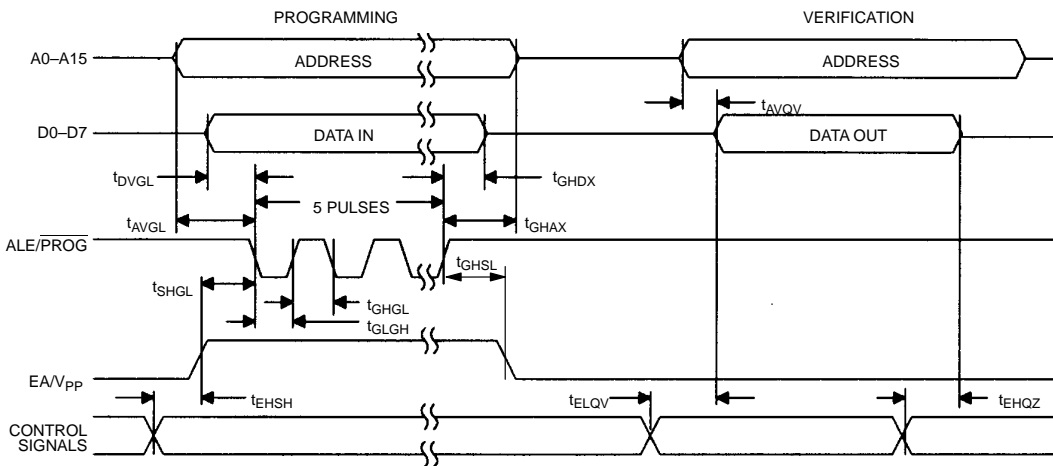 PROGRAMMING VERIFICATION
A0–A15 ADDRESS ADDRESS
tAVQV
D0–D7 DATA IN DATA OUT
tDVGL tGHDX
5 PULSES
tAVGL tGHAX
ALE/PROG
tGHSL
tSHGL
tGHGL
tGLGH
EA/VPP
tEHSH tELQV tEHQZ
CONTROL
SIGNALS